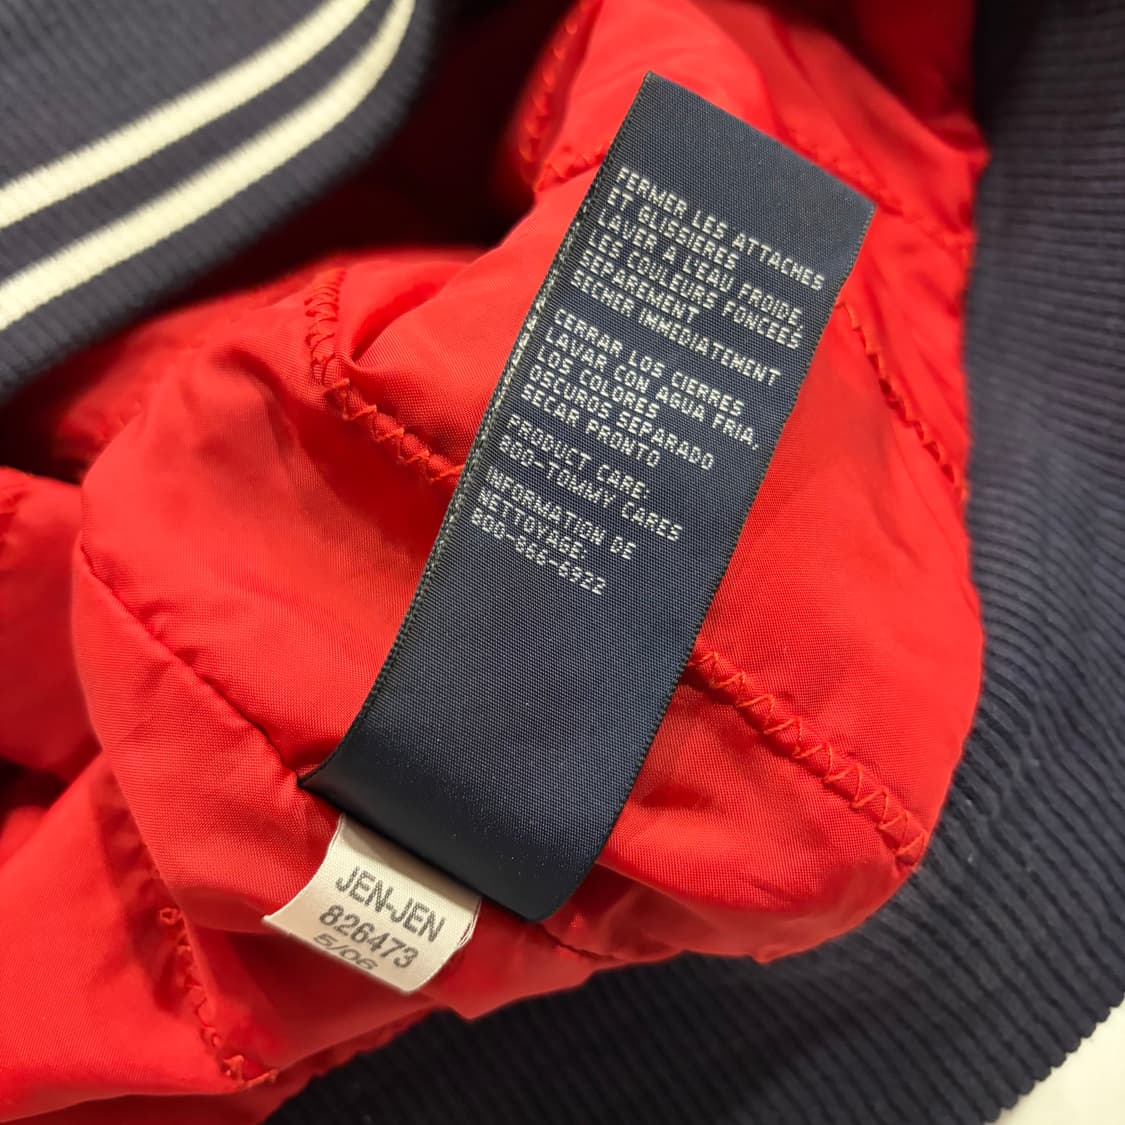 FERMER LES ATTACHES
ET GLISSIERES
LAVER A L'EAU FROIDE,
LES COULEURS FONCEES
SEPAREMENT
SECHER IMMEDIATEMENT
CERRAR LOS CIERRES
LAVAR CON AGUA FRIA,
LOS COLORES
OSCUROS SEPARADO
SECAR PRONTO
PRODUCT CARE:
800-TOMMY CARES
INFORMATION DE
NETTOYAGE.
800-866-6922
JEN-JEN
826473
5/06